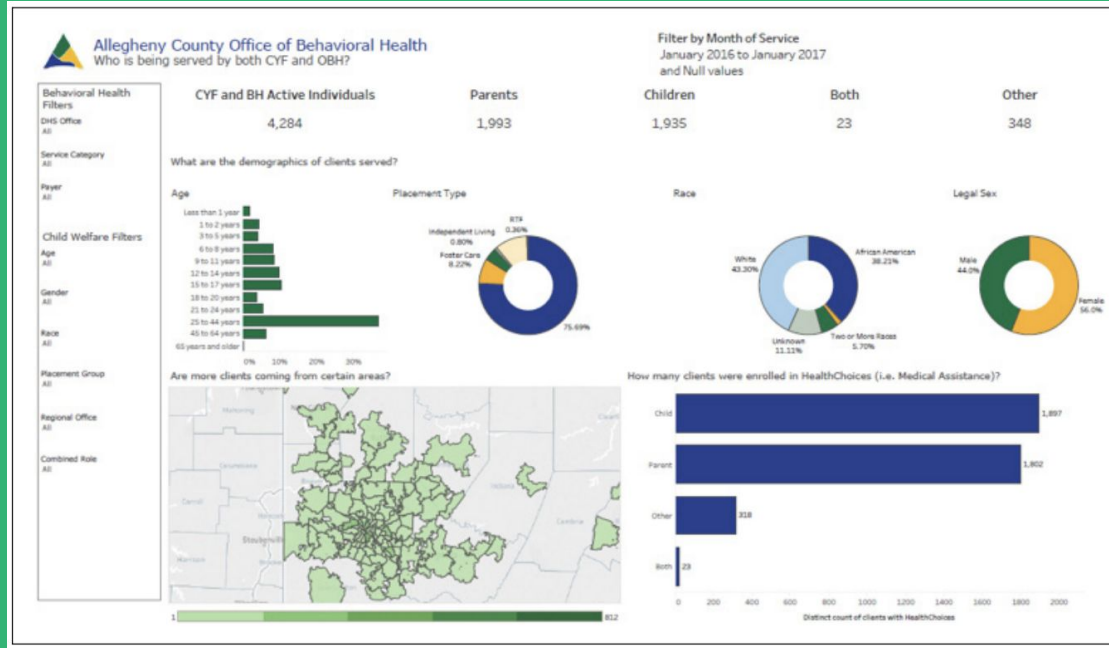 Allegheny County Office of Behavioral Health
Who is being served by both CYF and OBH?
Filter by Month of Service
January 2016 to January 2017
and Null values
Behavioral Health
Filters
DHS Office
All
Service Category
All
Payer
All
Child Welfare Filters
Age
All
Gender
All
Race
All
Placement Group
All
Regional Office
All
Combined Role
All
CYF and BH Active Individuals
4,284
Parents
1,993
Children
1,935
Both
23
Other
348
What are the demographics of clients served?
Age
Less than 1 year
1 to 2 years
3 to 5 years
6 to 8 years
9 to 11 years
12 to 14 years
15 to 17 years
18 to 20 years
21 to 24 years
25 to 44 years
45 to 64 years
65 years and older
0% 10% 20% 30%
Placement Type
RTF
0.36%
Independent Living
0.80%
Foster Care
8.22%
75.69%
Race
White
43.30%
African American
38.21%
Unknown
11.11%
Two or More Races
5.70%
Legal Sex
Male
44.0%
Female
56.0%
Are more clients coming from certain areas?
Steubenville
Cambria
1 812
How many clients were enrolled in HealthChoices (i.e. Medical Assistance)?
Child
1,897
Parent
1,802
Other
318
Both
23
0 200 400 600 800 1000 1200 1400 1600 1800 2000
Distinct count of clients with HealthChoices